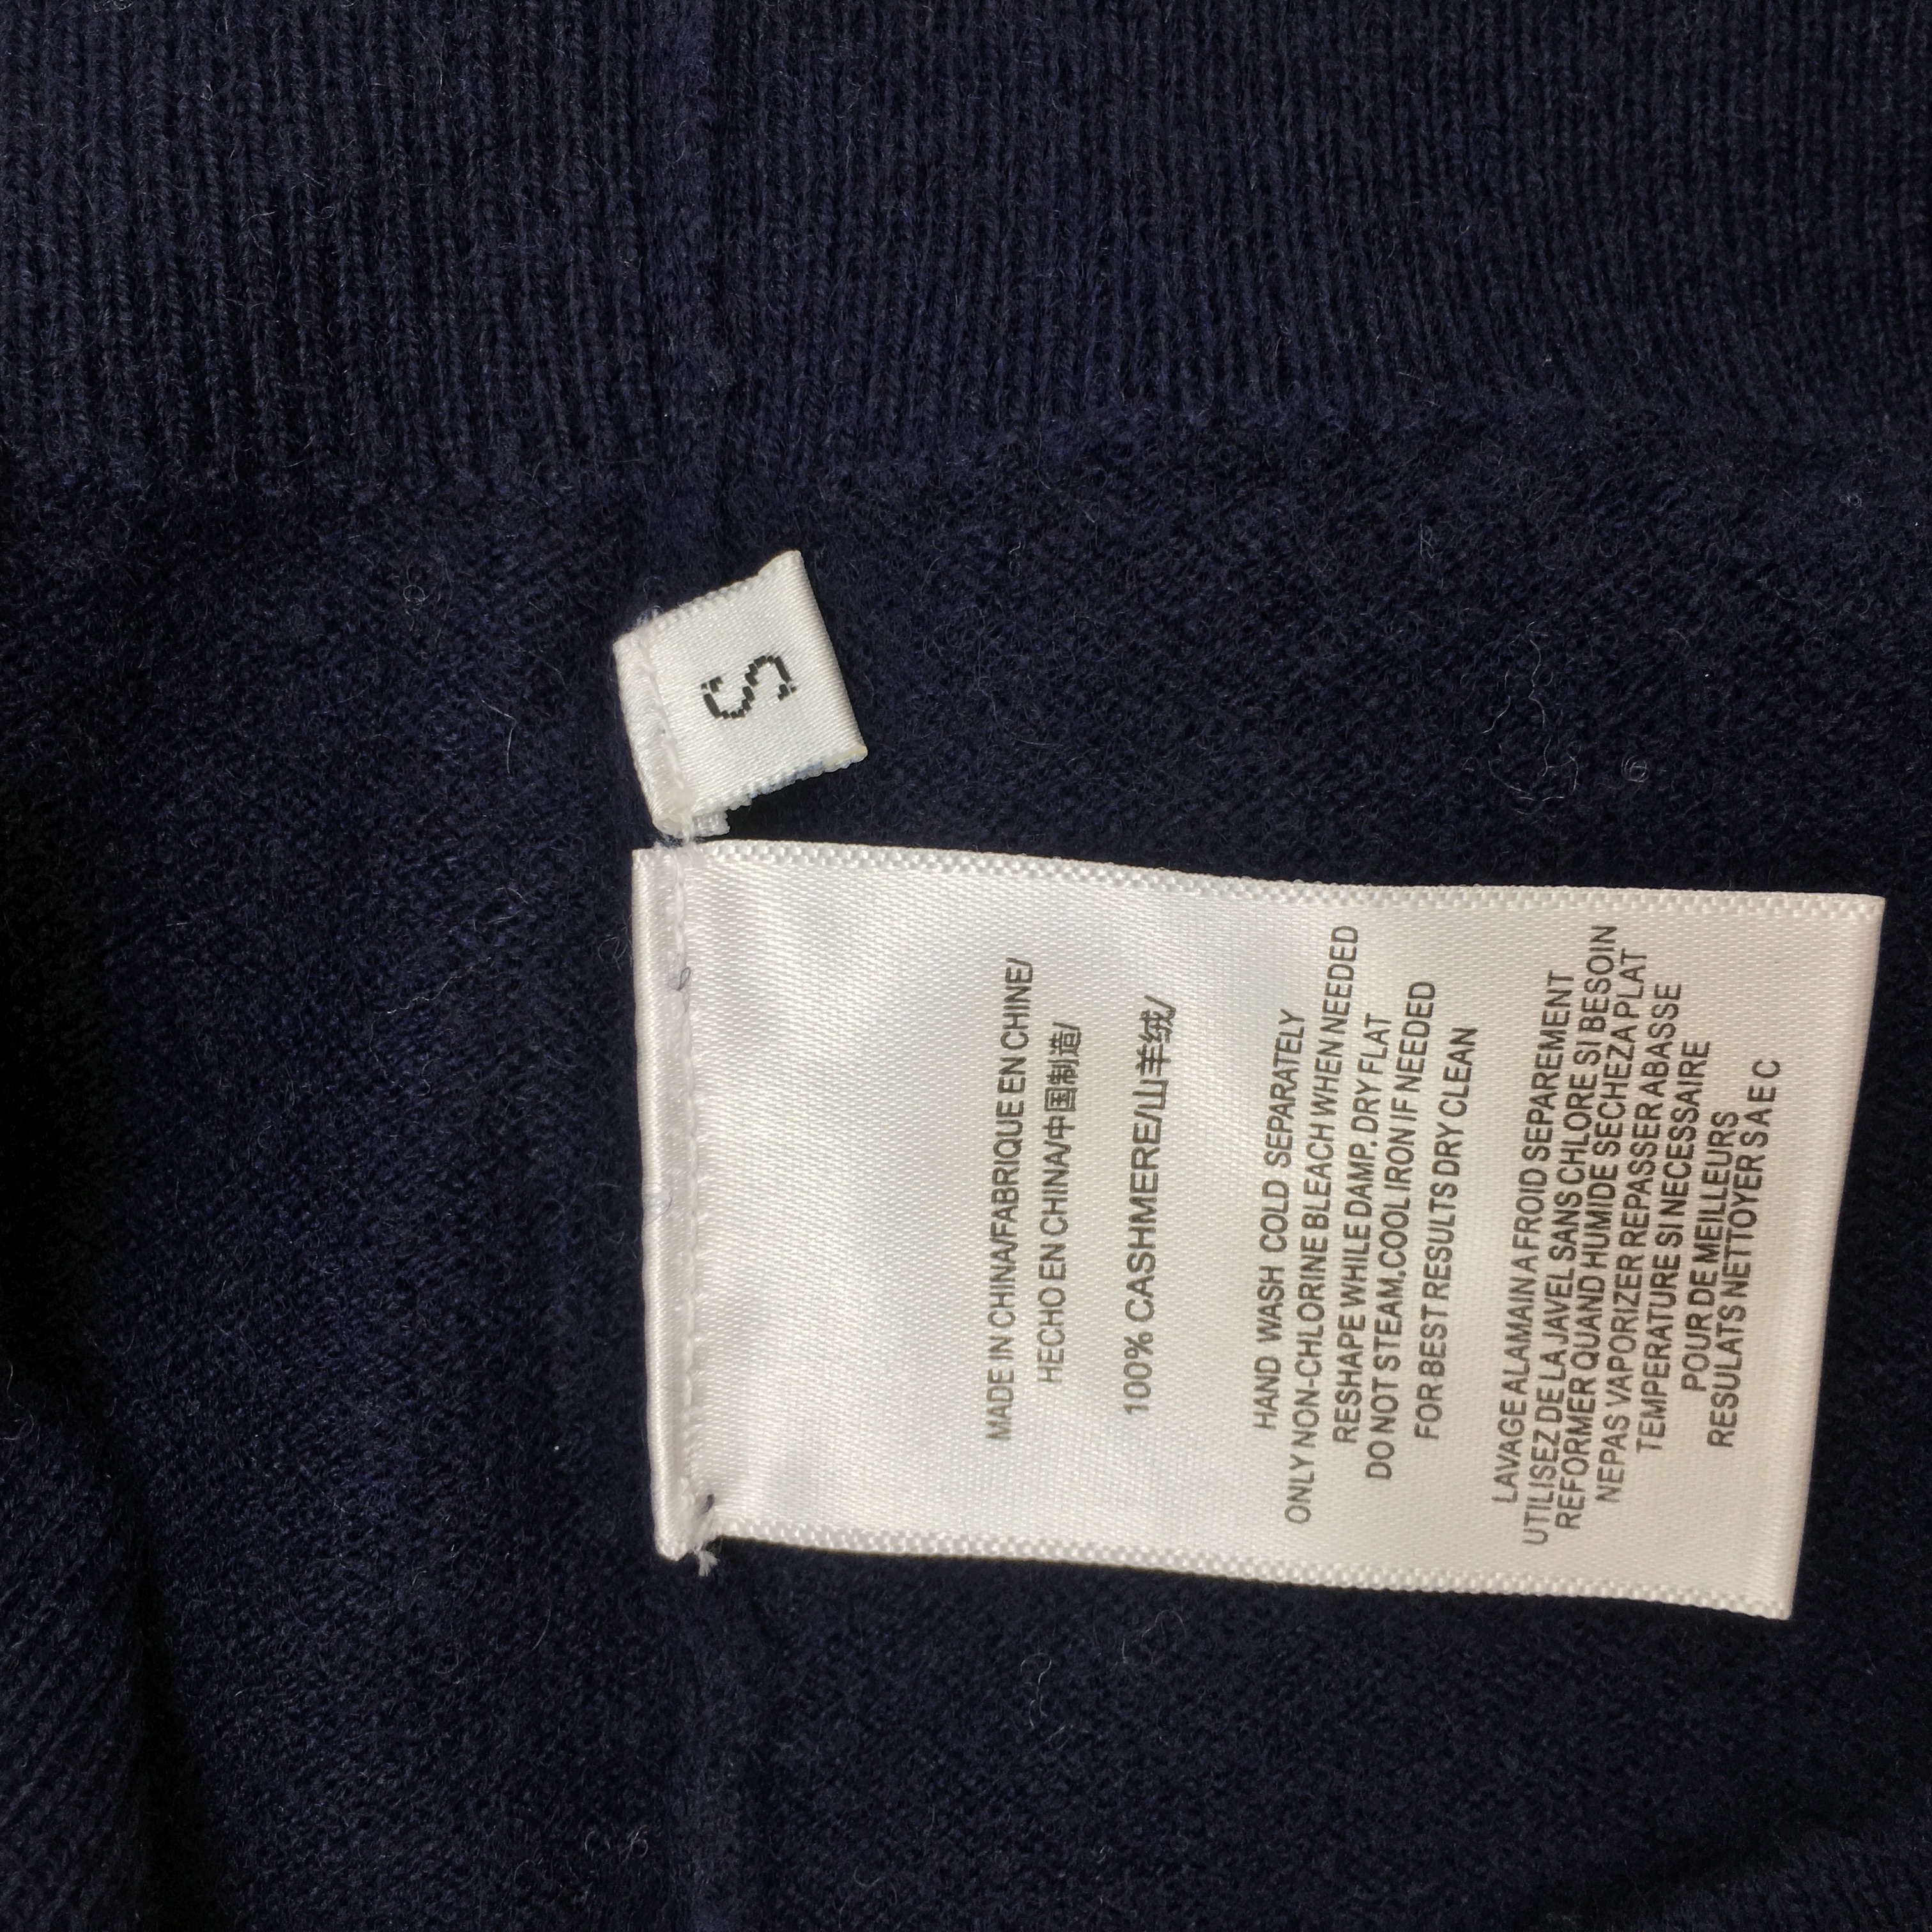 S
MADE IN CHINA/FABRIQUE EN CHINE/
HECHO EN CHINA/中国制造/
100% CASHMERE/山羊绒/
HAND WASH COLD SEPARATELY
ONLY NON-CHLORINE BLEACH WHEN NEEDED
RESHAPE WHILE DAMP. DRY FLAT
DO NOT STEAM, COOL IRON IF NEEDED
FOR BEST RESULTS DRY CLEAN
LAVAGE ALAMAIN A FROID SEPAREMENT
UTILISEZ DE LA JAVEL SANS CHLORE SI BESOIN
REFORMER QUAND HUMIDE SECHEZ A PLAT
NEPAS VAPORIZER REPASSER ABASSE
TEMPERATURE SI NECESSAIRE
POUR DE MEILLEURS
RESULATS NETTOYER S A E C